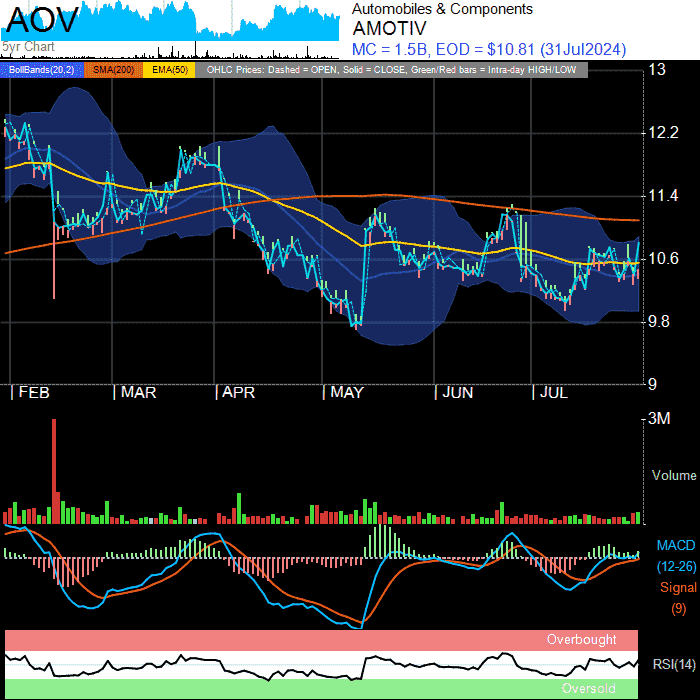 AOV
5yr Chart
Automobiles & Components
AMOTIV
MC = 1.5B, EOD = $10.81 (31Jul2024)
BollBands(20,2) SMA(200) EMA(50) OHLC Prices: Dashed = OPEN, Solid = CLOSE, Green/Red bars = Intra-day HIGH/LOW
13
12.2
11.4
10.6
9.8
9
| FEB | MAR | APR | MAY | JUN | JUL
3M
Volume
MACD
(12-26)
Signal
(9)
Overbought
RSI(14)
Oversold